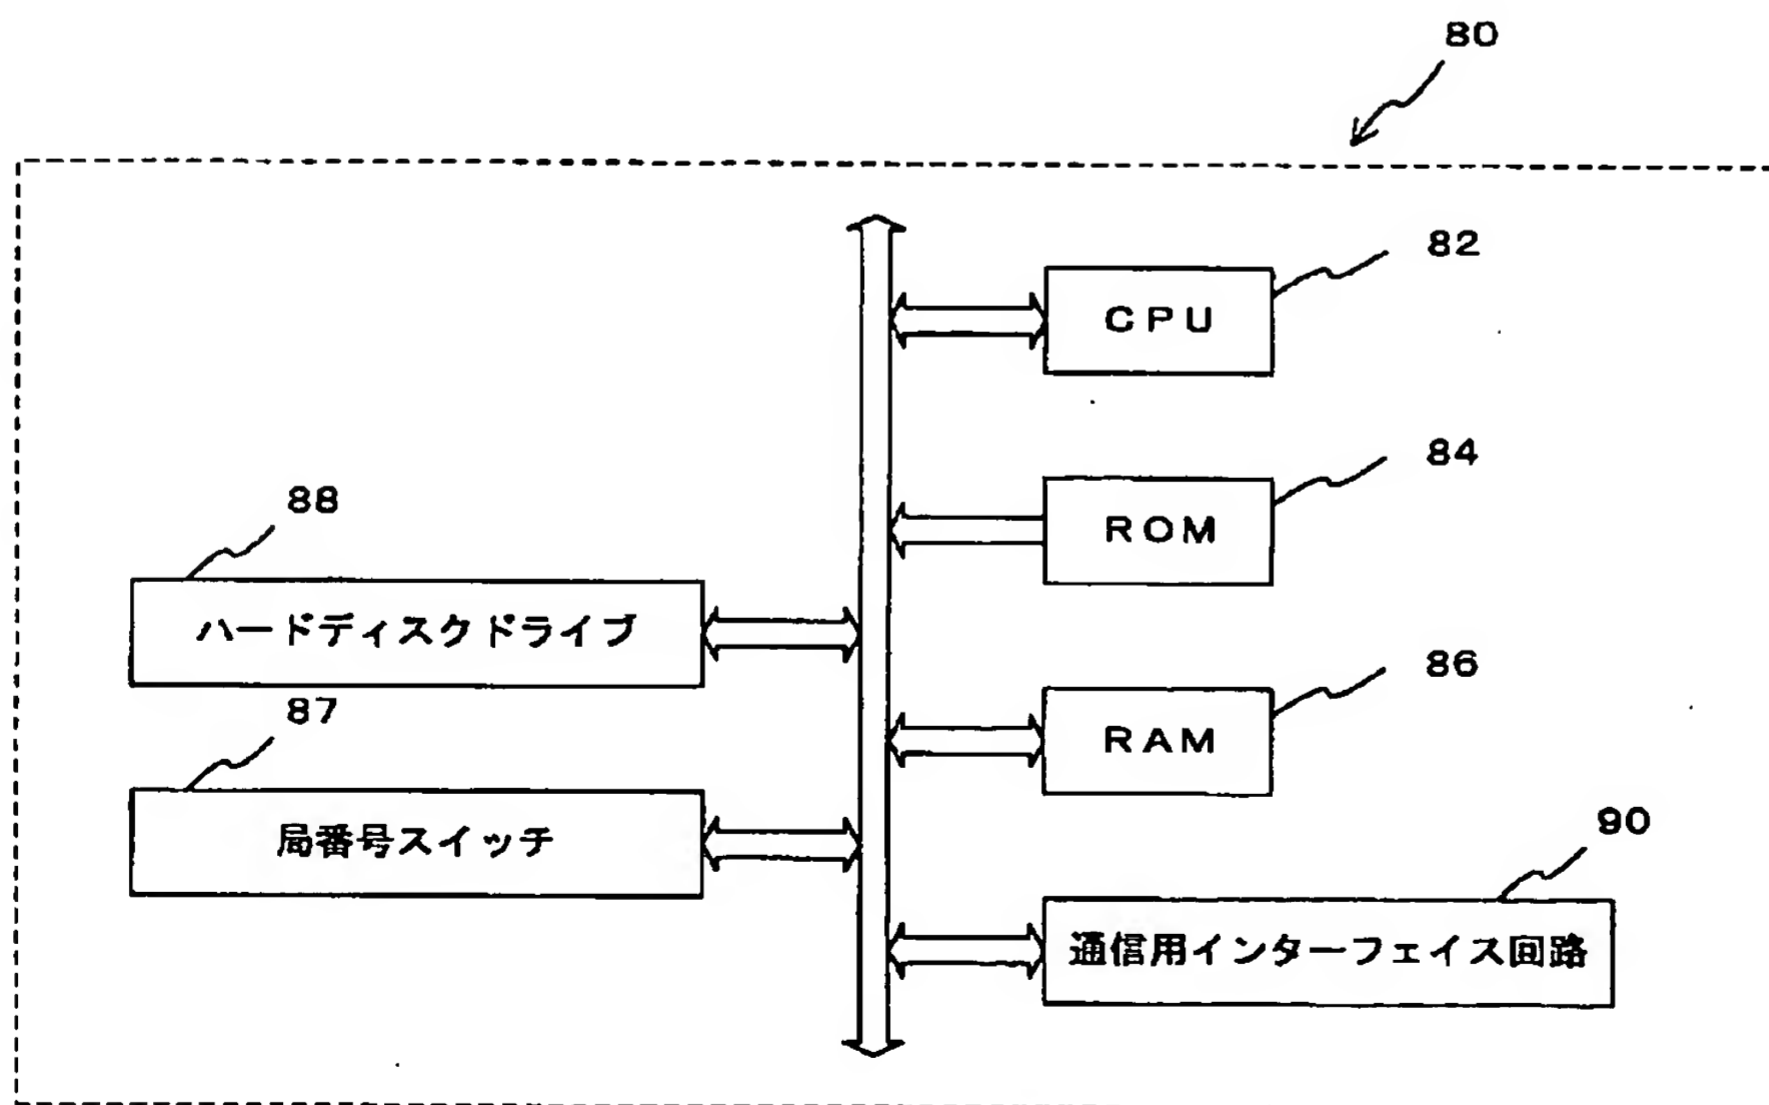 80
82
CPU
84
ROM
88
ハードディスクドライブ
86
RAM
87
局番号スイッチ
90
通信用インターフェイス回路